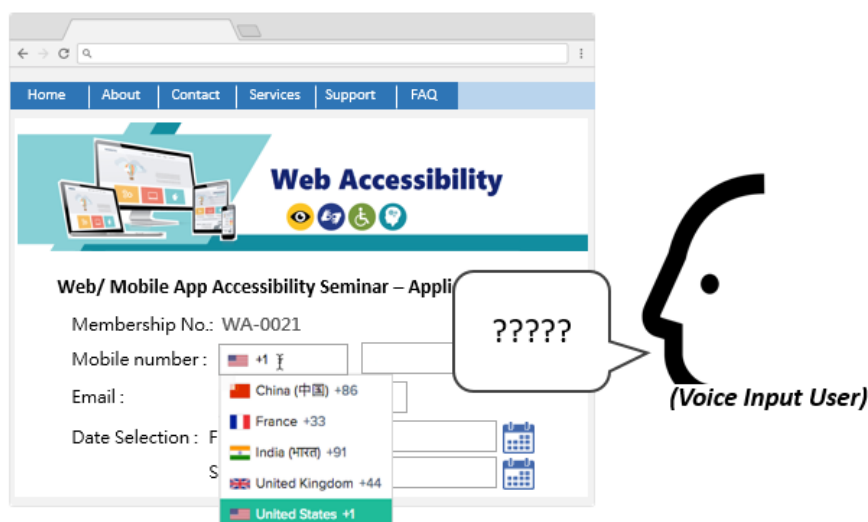 Home About Contact Services Support FAQ
Web Accessibility
Web/ Mobile App Accessibility Seminar – Appli
Membership No.: WA-0021
Mobile number : +1
China (中国) +86
Email :
France +33
Date Selection : F
India (भारत) +91
S
United Kingdom +44
United States +1
?????
(Voice Input User)